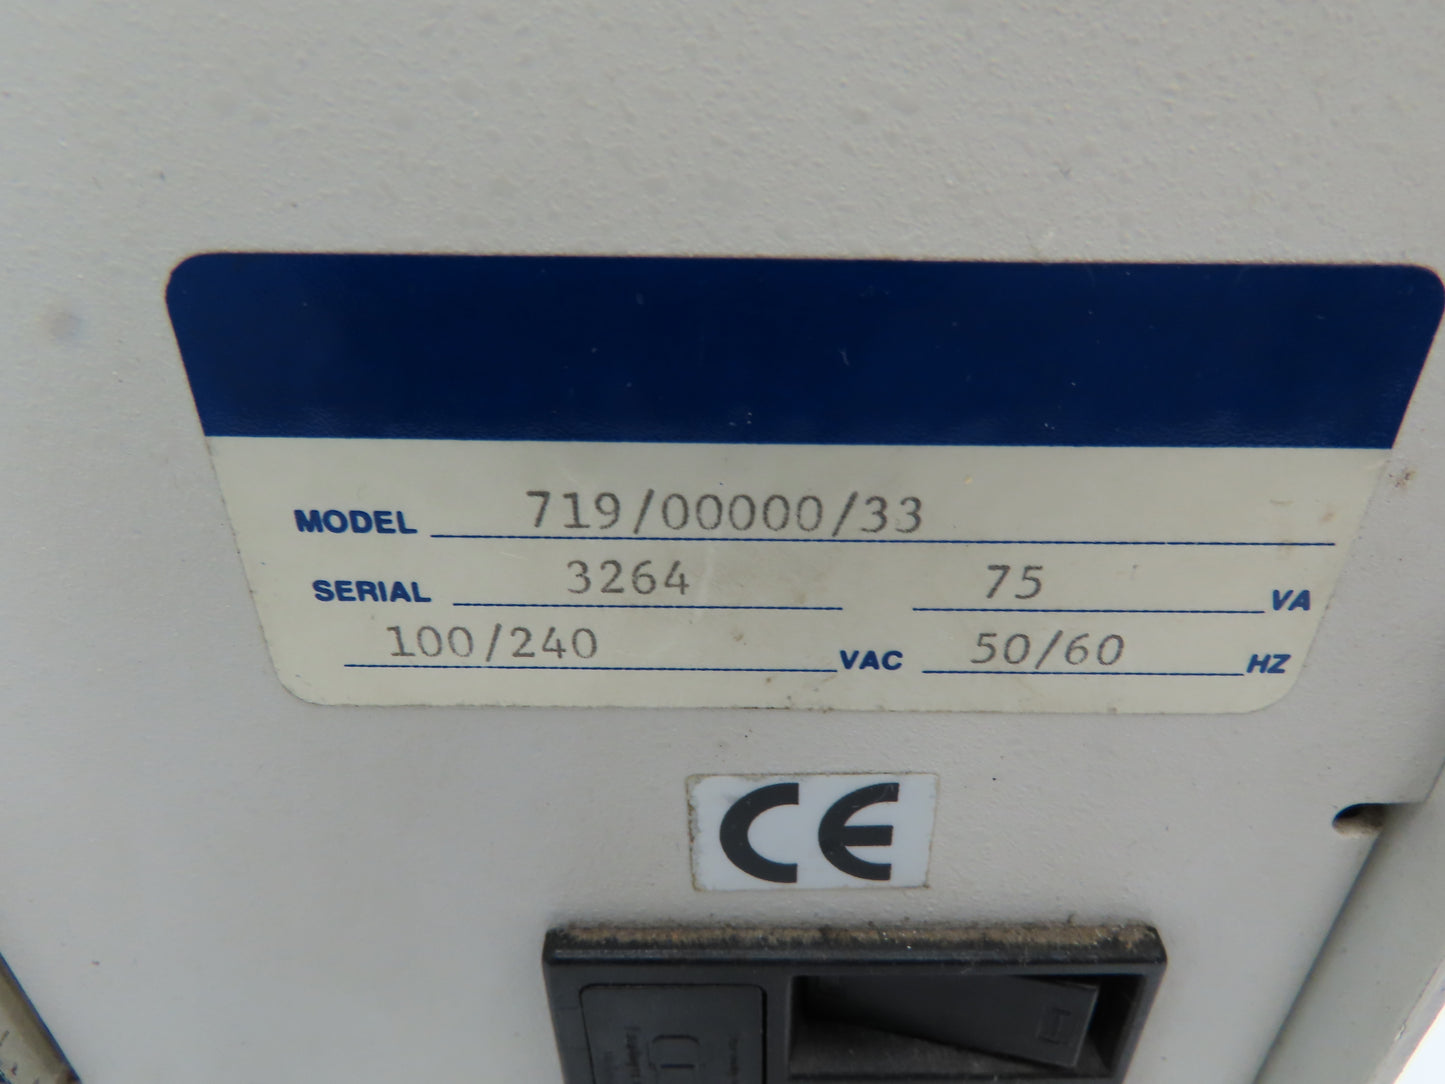 MODEL 719/00000/33
SERIAL 3264 75 VA
100/240 VAC 50/60 HZ
CE